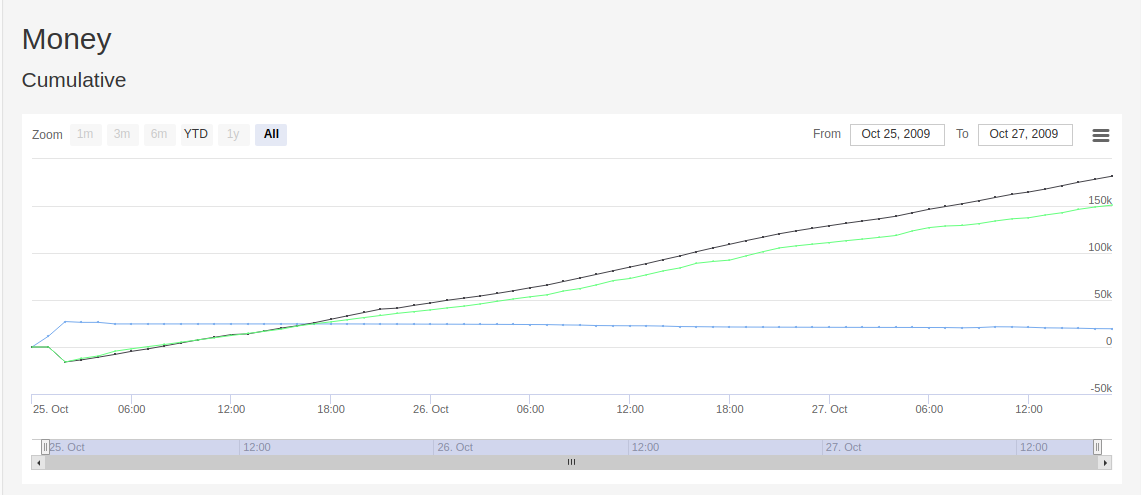 Money
Cumulative
Zoom 1m 3m 6m YTD 1y All From Oct 25, 2009 To Oct 27, 2009
150k
100k
50k
0
-50k
25. Oct 06:00 12:00 18:00 26. Oct 06:00 12:00 18:00 27. Oct 06:00 12:00
25. Oct 12:00 26. Oct 12:00 27. Oct 12:00